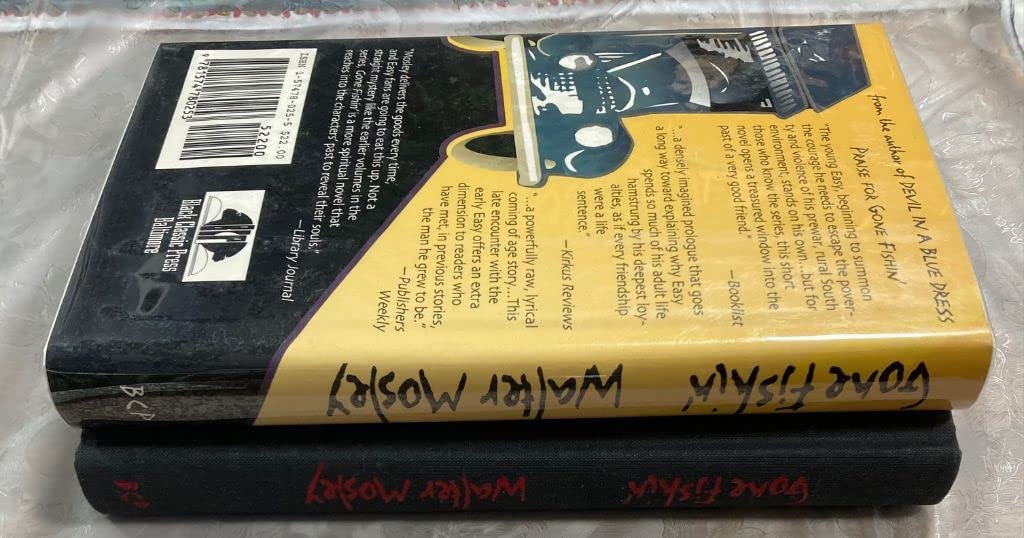 from the author of DEVIL IN A BLUE DRESS
PRAISE FOR GONE FISHIN'
"The young Easy, beginning to summon
the courage he needs to escape the power-
ty and violence of his prewar, rural South
environment, stands on his own...but for
those who know the series, this short
novel opens a treasured window into the
part of a very good friend."
—Booklist
"...a densely imagined prologue that goes
a long way toward explaining why Easy
spends so much of his adult life
hamstrung by his deepest loy-
alties, as if every friendship
were a life
sentence."
—Kirkus Reviews
"...a powerfully raw, lyrical
coming of age story...This
late encounter with the
early Easy offers an extra
dimension to readers who
have met, in previous stories,
the man he grew to be."
—Publishers
Weekly
"Mosley delivers the goods every time,
and Easy fans are going to eat this up. Not a
straight mystery like the earlier volumes in the
series, Gone Fishin' is a more spiritual novel that
reaches into the characters' past to reveal their souls."
—Library Journal
ISBN 1-57478-025-5 $22.00
52200
9 781574 780253
Black Classic Press
Baltimore
Gone Fishin' Walter Mosley BCP
Gone Fishin' Walter Mosley BCP